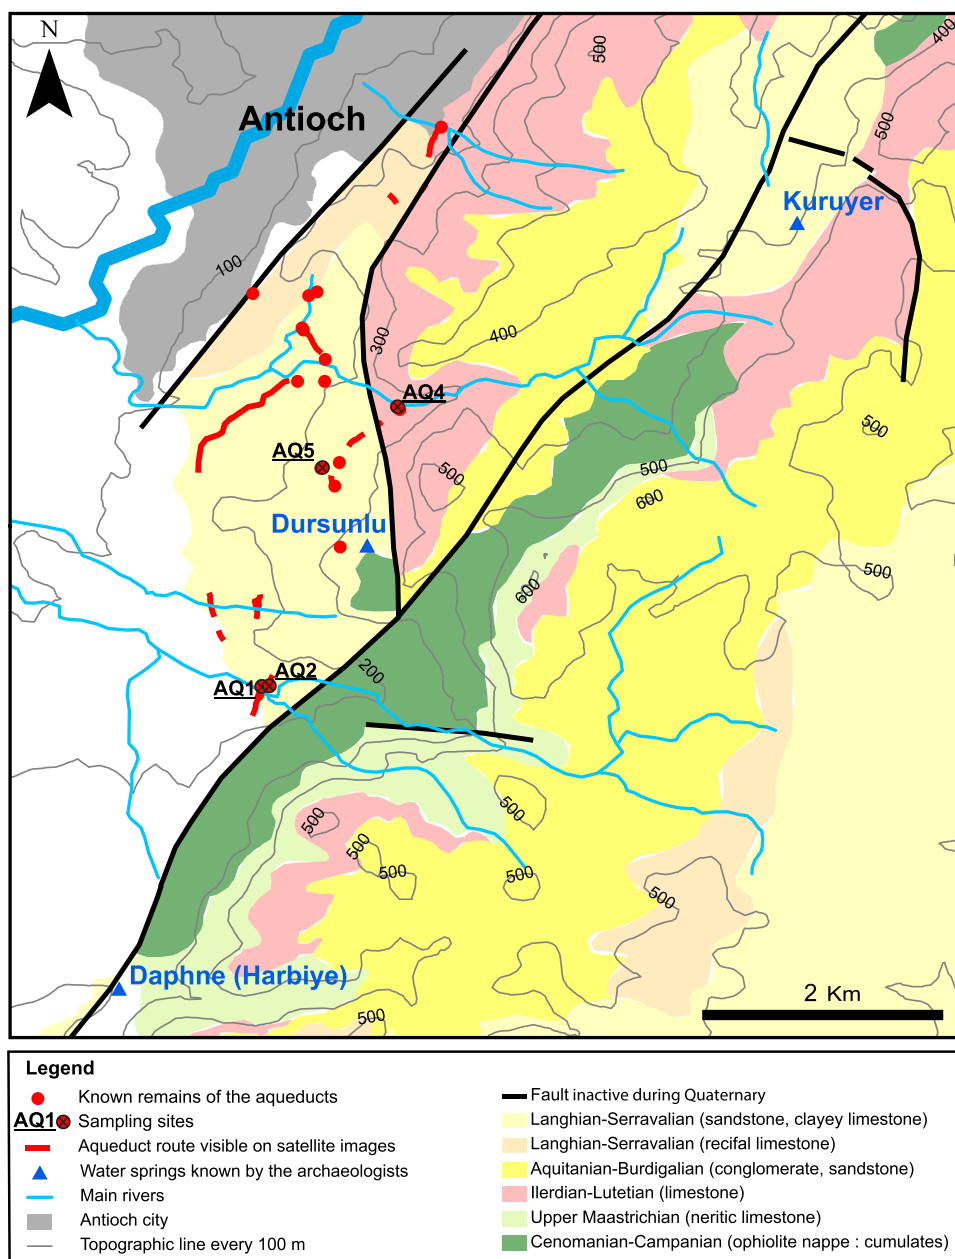 N
Antioch
500
400
500
Kuruyer
100
300
400
AQ4
AQ5
500
500
500
600
Dursunlu
600
500
AQ1
AQ2
200
500
500
500
500
500
500
Daphne (Harbiye)
500
2 Km
Legend
Known remains of the aqueducts
AQ1 Sampling sites
Aqueduct route visible on satellite images
Water springs known by the archaeologists
Main rivers
Antioch city
Topographic line every 100 m
Fault inactive during Quaternary
Langhian-Serravalian (sandstone, clayey limestone)
Langhian-Serravalian (recifal limestone)
Aquitanian-Burdigalian (conglomerate, sandstone)
Ilerdian-Lutetian (limestone)
Upper Maastrichian (neritic limestone)
Cenomanian-Campanian (ophiolite nappe : cumulates)